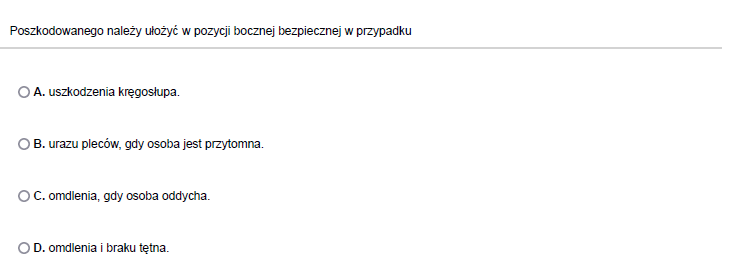 Poszkodowanego należy ułożyć w pozycji bocznej bezpiecznej w przypadku
A. uszkodzenia kręgosłupa.
B. urazu pleców, gdy osoba jest przytomna.
C. omdlenia, gdy osoba oddycha.
D. omdlenia i braku tętna.